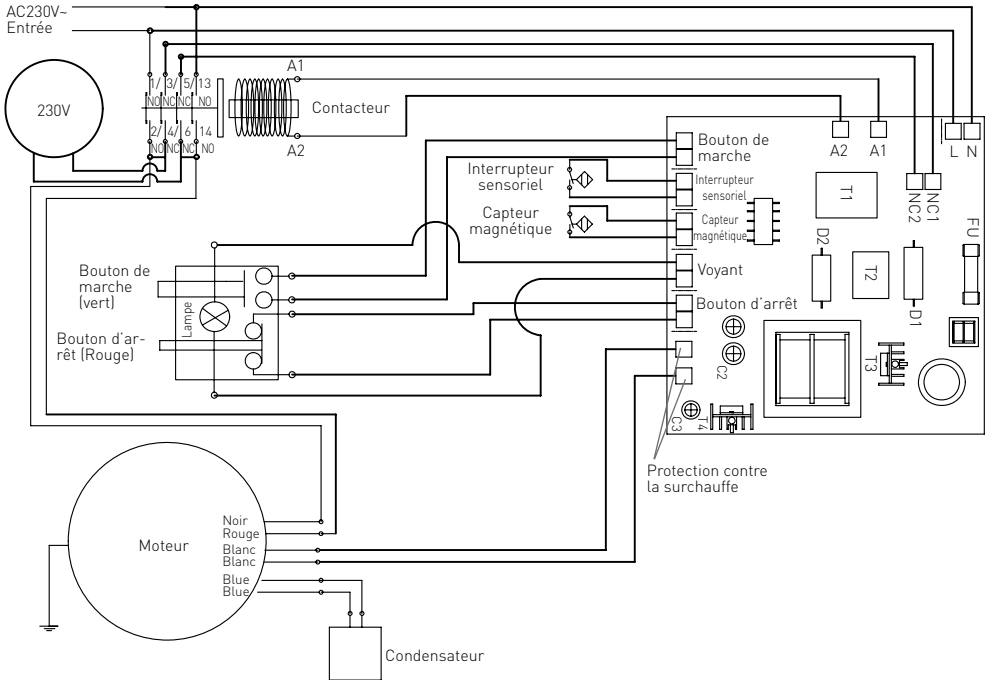 AC230V~
Entrée
230V
1/ 3/ 5/ 13
NO NC NC NO
2/ 4/ 6 14
NO NC NC NO
A1
Contacteur
A2
Interrupteur
sensoriel
Capteur
magnétique
Bouton de
marche
(vert)
Lampe
Bouton d'ar-
rêt (Rouge)
Bouton de
marche
Interrupteur
sensoriel
Capteur
magnétique
Voyant
Bouton d'arrêt
A2
A1
L N
T1
NC2
NC1
D2
T2
D1
FU
C2
T3
C3
T4
Protection contre
la surchauffe
Moteur
Noir
Rouge
Blanc
Blanc
Blue
Blue
Condensateur